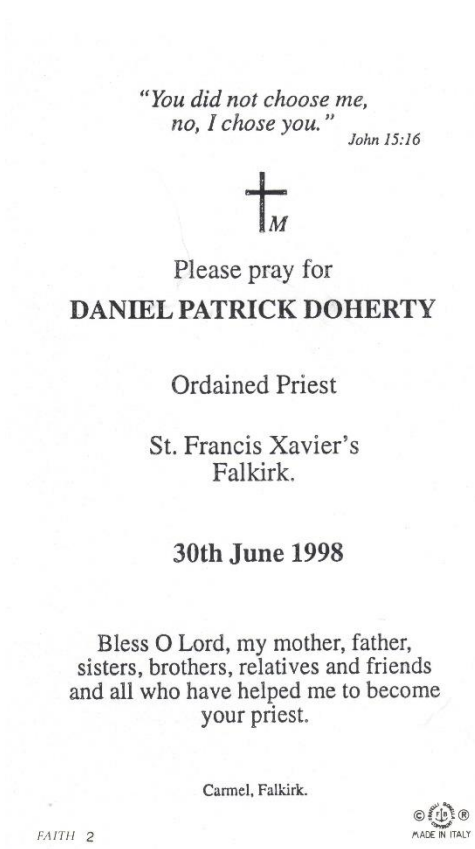 "You did not choose me,
no, I chose you."
John 15:16
M
Please pray for
DANIEL PATRICK DOHERTY
Ordained Priest
St. Francis Xavier's
Falkirk.
30th June 1998
Bless O Lord, my mother, father,
sisters, brothers, relatives and friends
and all who have helped me to become
your priest.
Carmel, Falkirk.
© ®
FAITH 2
MADE IN ITALY